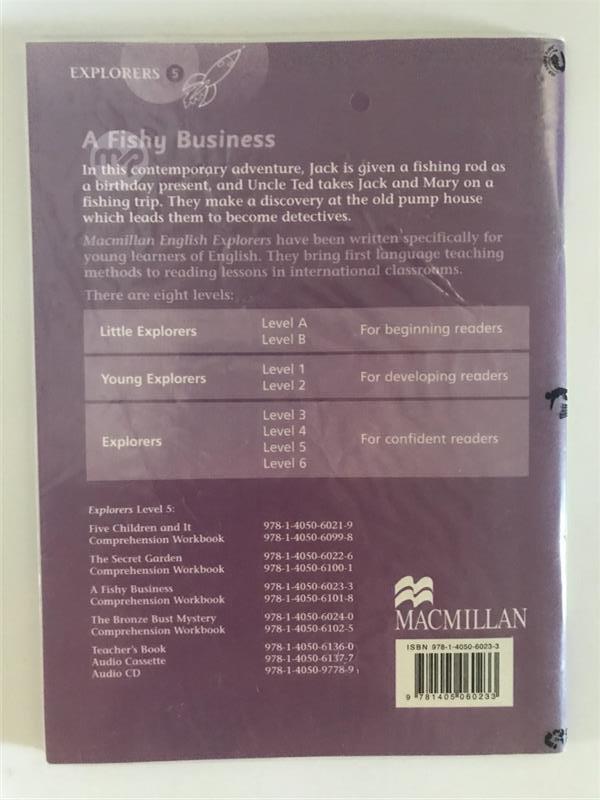 EXPLORERS 5
A Fishy Business
In this contemporary adventure, Jack is given a fishing rod as
a birthday present, and Uncle Ted takes Jack and Mary on a
fishing trip. They make a discovery at the old pump house
which leads them to become detectives.
Macmillan English Explorers have been written specifically for
young learners of English. They bring first language teaching
methods to reading lessons in international classrooms.
There are eight levels:
Little Explorers Level A For beginning readers
Level B
Young Explorers Level 1 For developing readers
Level 2
Level 3
Explorers Level 4 For confident readers
Level 5
Level 6
Explorers Level 5:
Five Children and It 978-1-4050-6021-9
Comprehension Workbook 978-1-4050-6099-8
The Secret Garden 978-1-4050-6022-6
Comprehension Workbook 978-1-4050-6100-1
A Fishy Business 978-1-4050-6023-3
Comprehension Workbook 978-1-4050-6101-8
The Bronze Bust Mystery 978-1-4050-6024-0
Comprehension Workbook 978-1-4050-6102-5
Teacher's Book 978-1-4050-6136-0
Audio Cassette 978-1-4050-6137-7
Audio CD 978-1-4050-9778-9
MACMILLAN
ISBN 978-1-4050-6023-3
9 781405 060233